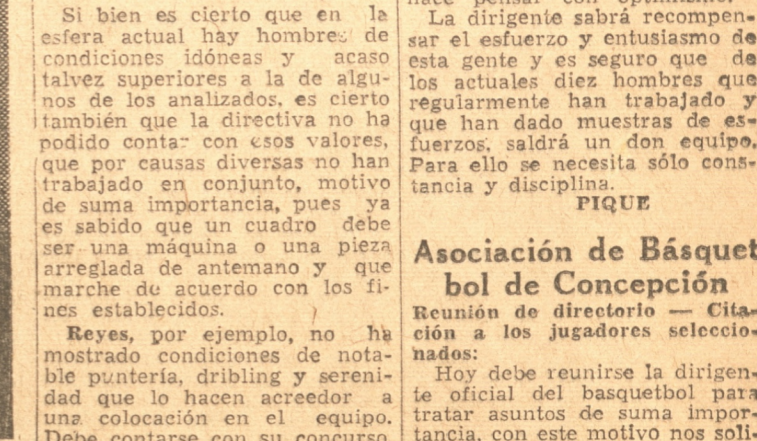 Si bien es cierto que en la
esfera actual hay hombres de
condiciones idóneas y acaso
talvez superiores a la de algu-
nos de los analizados, es cierto
también que la directiva no ha
podido contar con esos valores,
que por causas diversas no han
trabajado en conjunto, motivo
de suma importancia, pues ya
es sabido que un cuadro debe
ser una máquina o una pieza
arreglada de antemano y que
marche de acuerdo con los fi-
nes establecidos.
Reyes, por ejemplo, no ha
mostrado condiciones de nota-
ble puntería, dribling y sereni-
dad que lo hacen acreedor a
una colocación en el equipo.
Debe contarse con su concurso
La dirigente sabrá recompen-
sar el esfuerzo y entusiasmo de
esta gente y es seguro que de
los actuales diez hombres que
regularmente han trabajado y
que han dado muestras de es-
fuerzos, saldrá un don equipo.
Para ello se necesita sólo cons-
tancia y disciplina.
PIQUE
Asociación de Básquet
bol de Concepción
Reunión de directorio — Cita-
ción a los jugadores seleccio-
nados:
Hoy debe reunirse la dirigen-
te oficial del basquetbol para
tratar asuntos de suma impor-
tancia, con este motivo nos soli-